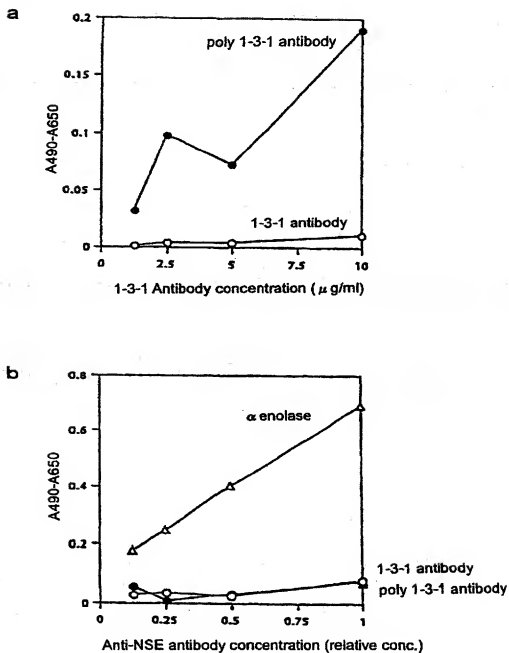 a
0.2
poly 1-3-1 antibody
0.15
A490-A650
0.1
0.05
1-3-1 antibody
0
0 2.5 5 7.5 10
1-3-1 Antibody concentration ( μ g/ml)
b
0.8
α enolase
0.6
A490-A650
0.4
0.2
1-3-1 antibody
poly 1-3-1 antibody
0
0 0.25 0.5 0.75 1
Anti-NSE antibody concentration (relative conc.)